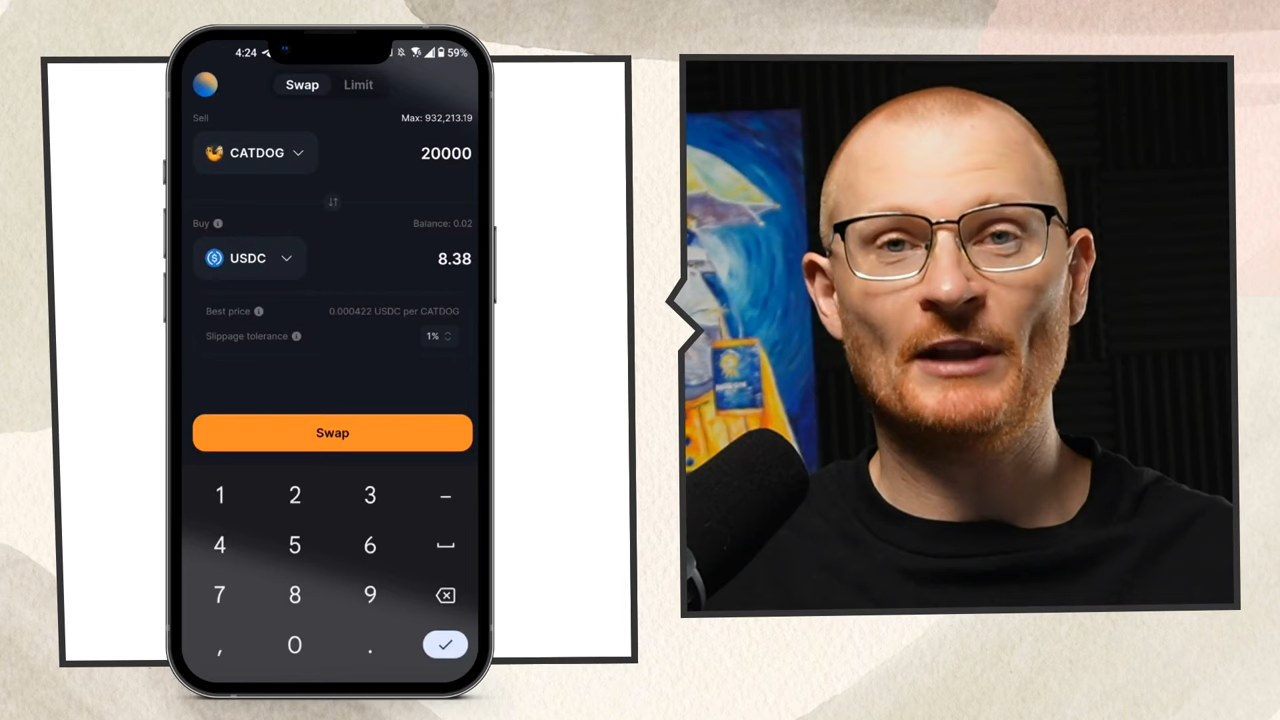 4:24 59%
Swap Limit
Sell Max: 932,213.19
CATDOG 20000
Buy Balance: 0.02
USDC 8.38
Best price 0.000422 USDC per CATDOG
Slippage tolerance 1%
Swap
1 2 3 –
4 5 6
7 8 9
, 0 .